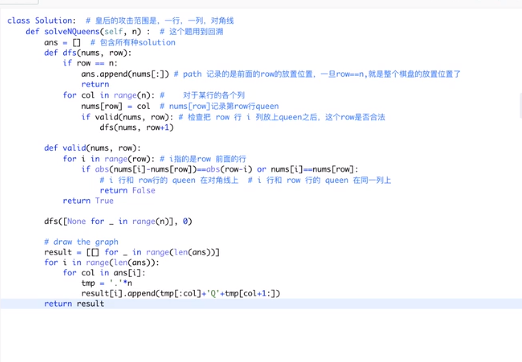 class Solution:  # 皇后的攻击范围是，一行，一列，对角线
    def solveNQueens(self, n) :  # 这个题用到回溯
        ans = []  # 包含所有种solution
        def dfs(nums, row):
            if row == n:
                ans.append(nums[:]) # path 记录的是前面的row的放置位置，一旦row==n,就是整个棋盘的放置位置了
                return
            for col in range(n): #    对于某行的各个列
                nums[row] = col  # nums[row]记录第row行queen
                if valid(nums, row): # 检查把 row 行 i 列放上queen之后，这个row是否合法
                    dfs(nums, row+1)

        def valid(nums, row):
            for i in range(row): # i指的是row 前面的行
                if abs(nums[i]-nums[row])==abs(row-i) or nums[i]==nums[row]:
                    # i 行和 row行的 queen 在对角线上  # i 行和 row 行的 queen 在同一列上
                    return False
            return True

        dfs([None for _ in range(n)], 0)

        # draw the graph
        result = [[] for _ in range(len(ans))]
        for i in range(len(ans)):
            for col in ans[i]:
                tmp = '.'*n
                result[i].append(tmp[:col]+'Q'+tmp[col+1:])
        return result